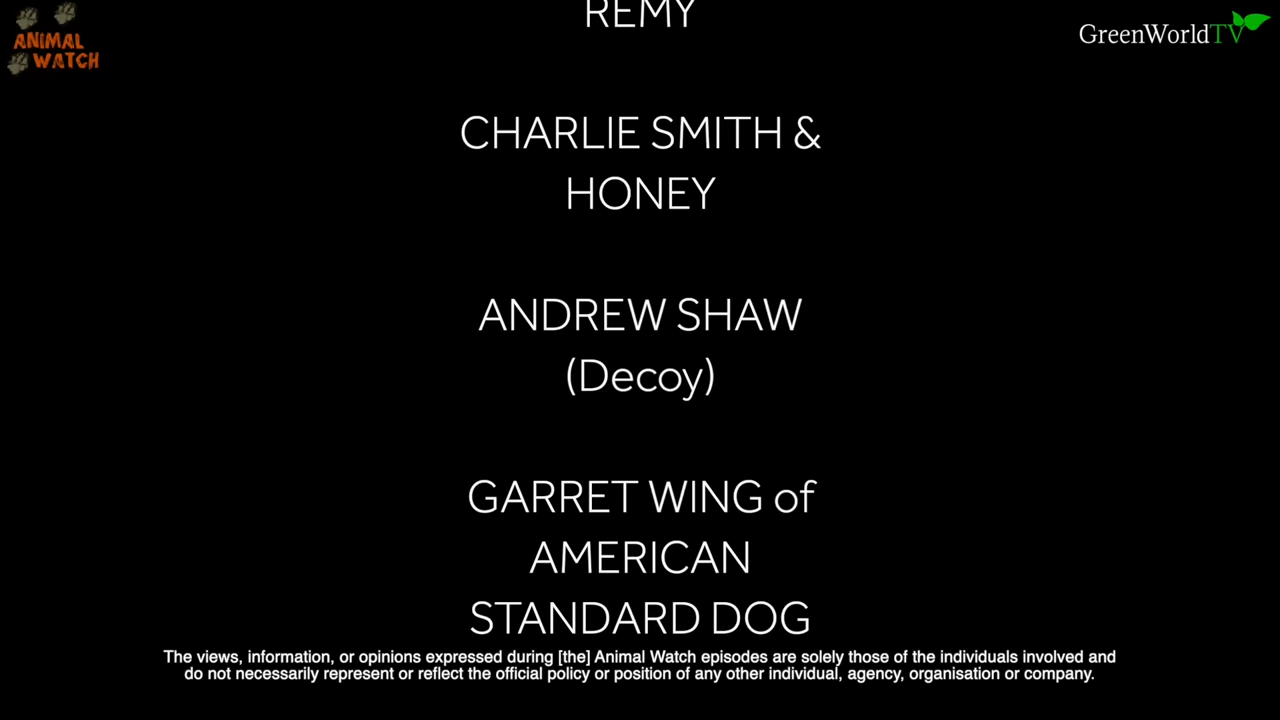 REMY
ANIMAL
WATCH
GreenWorldTV
CHARLIE SMITH &
HONEY
ANDREW SHAW
(Decoy)
GARRET WING of
AMERICAN
STANDARD DOG
The views, information, or opinions expressed during [the] Animal Watch episodes are solely those of the individuals involved and
do not necessarily represent or reflect the official policy or position of any other individual, agency, organisation or company.